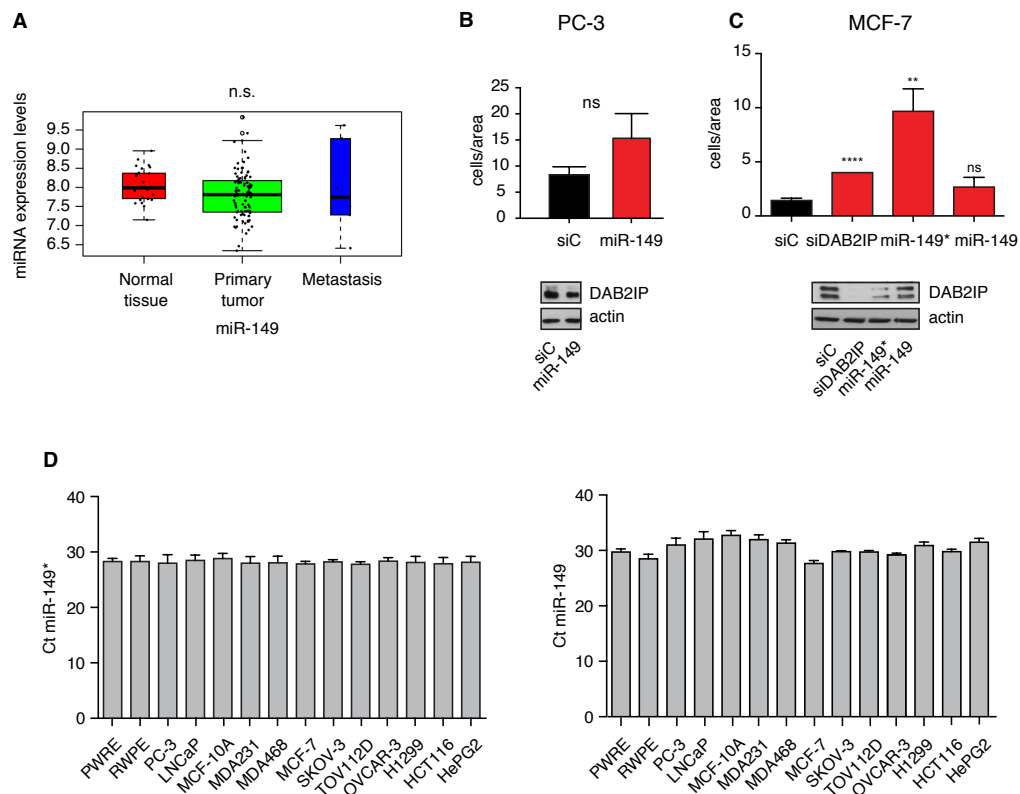 A
n.s.
miRNA expression levels
9.5
9.0
8.5
8.0
7.5
7.0
6.5
Normal tissue
Primary tumor
Metastasis
miR-149
B
PC-3
cells/area
25
20
15
10
5
0
ns
siC miR-149
DAB2IP
actin
siC
miR-149
C
MCF-7
cells/area
15
10
5
0
****
**
ns
siC siDAB2IP miR-149* miR-149
DAB2IP
actin
siC
siDAB2IP
miR-149*
miR-149
D
Ct miR-149*
40
30
20
10
0
PWRE
RWPE
PC-3
LNCaP
MCF-10A
MDA231
MDA468
MCF-7
SKOV-3
TOV112D
OVCAR-3
H1299
HCT116
HePG2
Ct miR-149
40
30
20
10
0
PWRE
RWPE
PC-3
LNCaP
MCF-10A
MDA231
MDA468
MCF-7
SKOV-3
TOV112D
OVCAR-3
H1299
HCT116
HePG2